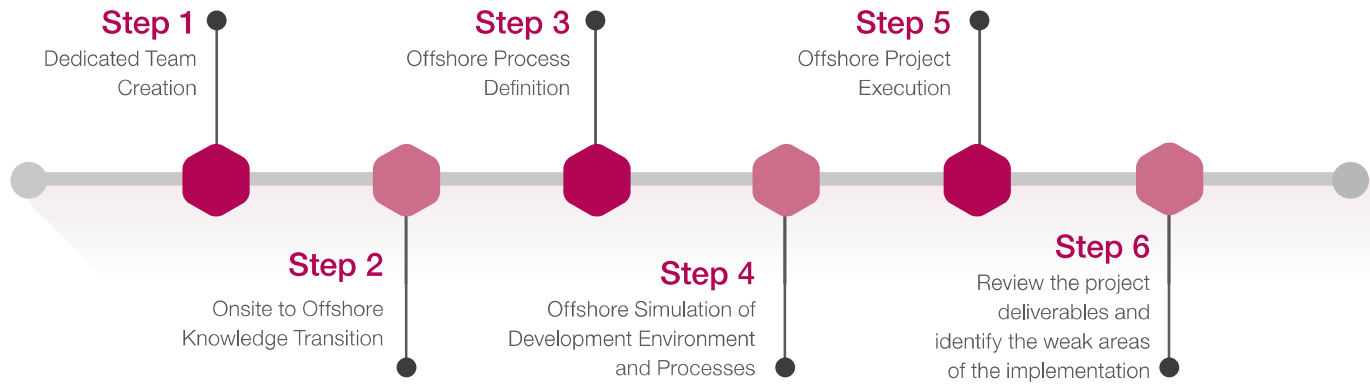 Step 1
Dedicated Team
Creation
Step 2
Onsite to Offshore
Knowledge Transition
Step 3
Offshore Process
Definition
Step 4
Offshore Simulation of
Development Environment
and Processes
Step 5
Offshore Project
Execution
Step 6
Review the project
deliverables and
identify the weak areas
of the implementation